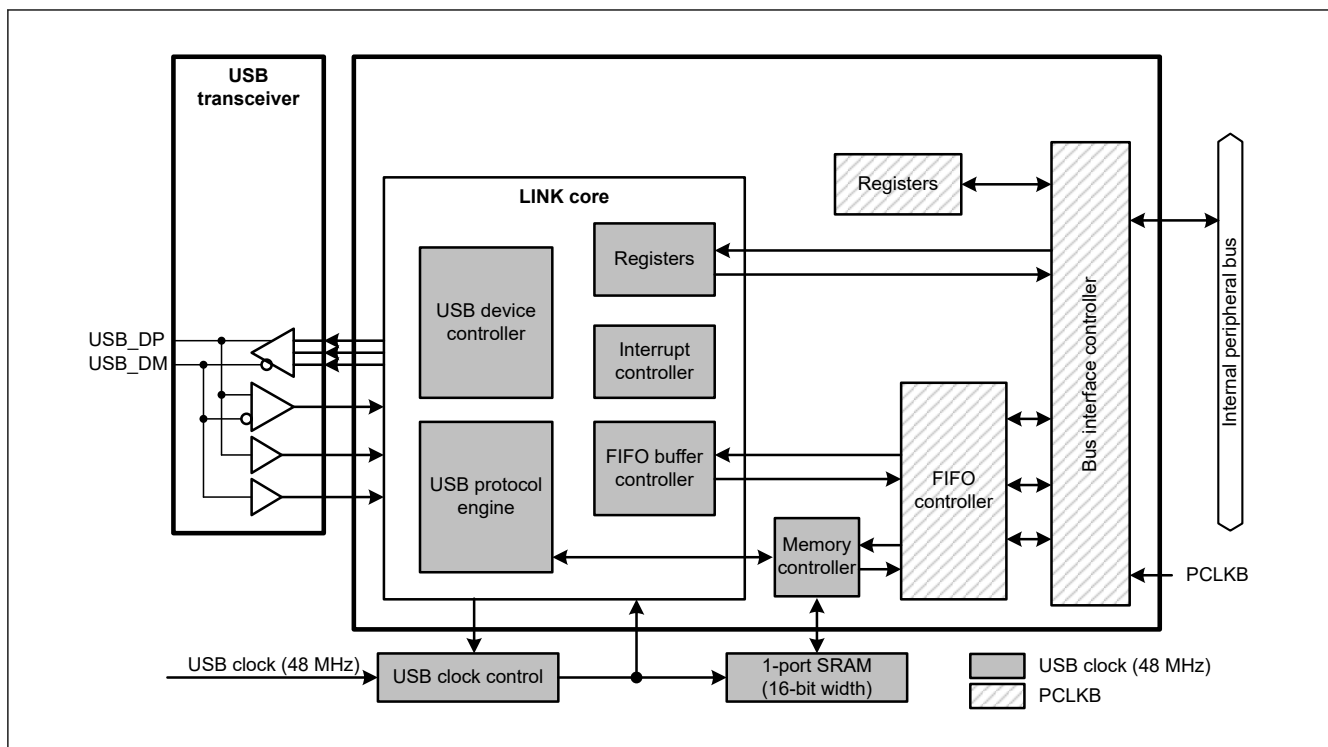 USB
transceiver
LINK core
Registers
Registers
USB device
controller
Interrupt
controller
USB_DP
USB_DM
FIFO buffer
controller
USB protocol
engine
FIFO
controller
Memory
controller
Bus interface controller
Internal peripheral bus
PCLKB
USB clock (48 MHz)
USB clock control
1-port SRAM
(16-bit width)
USB clock (48 MHz)
PCLKB